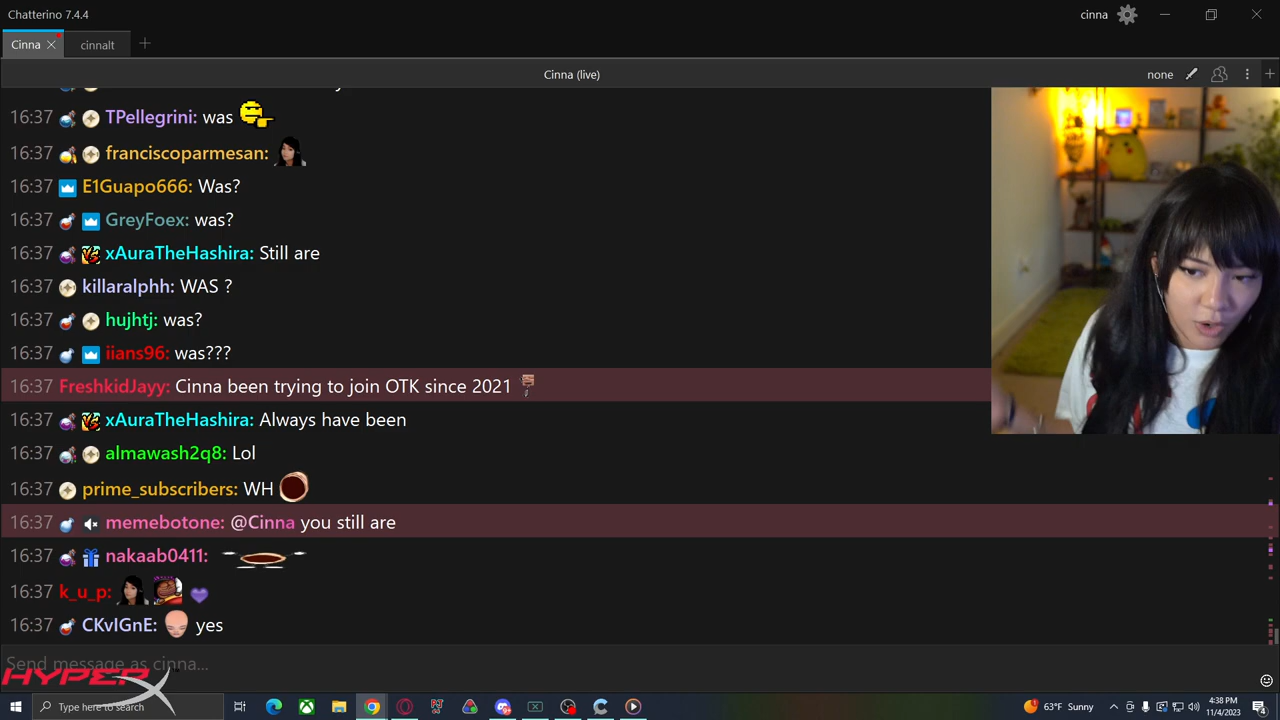 Chatterino 7.4.4
cinna
Cinna
cinnalt
Cinna (live)
none
16:37 TPellegrini: was
16:37 franciscoparmesan:
16:37 E1Guapo666: Was?
16:37 GreyFoex: was?
16:37 xAuraTheHashira: Still are
16:37 killaralphh: WAS ?
16:37 hujhtj: was?
16:37 iians96: was???
16:37 FreshkidJayy: Cinna been trying to join OTK since 2021
16:37 xAuraTheHashira: Always have been
16:37 almawash2q8: Lol
16:37 prime_subscribers: WH
16:37 memebotone: @Cinna you still are
16:37 nakaab0411:
16:37 k_u_p:
16:37 CKvIGnE: yes
Send message as cinna...
HYPERX
Type here to search
63°F Sunny
4:38 PM
11/4/2023